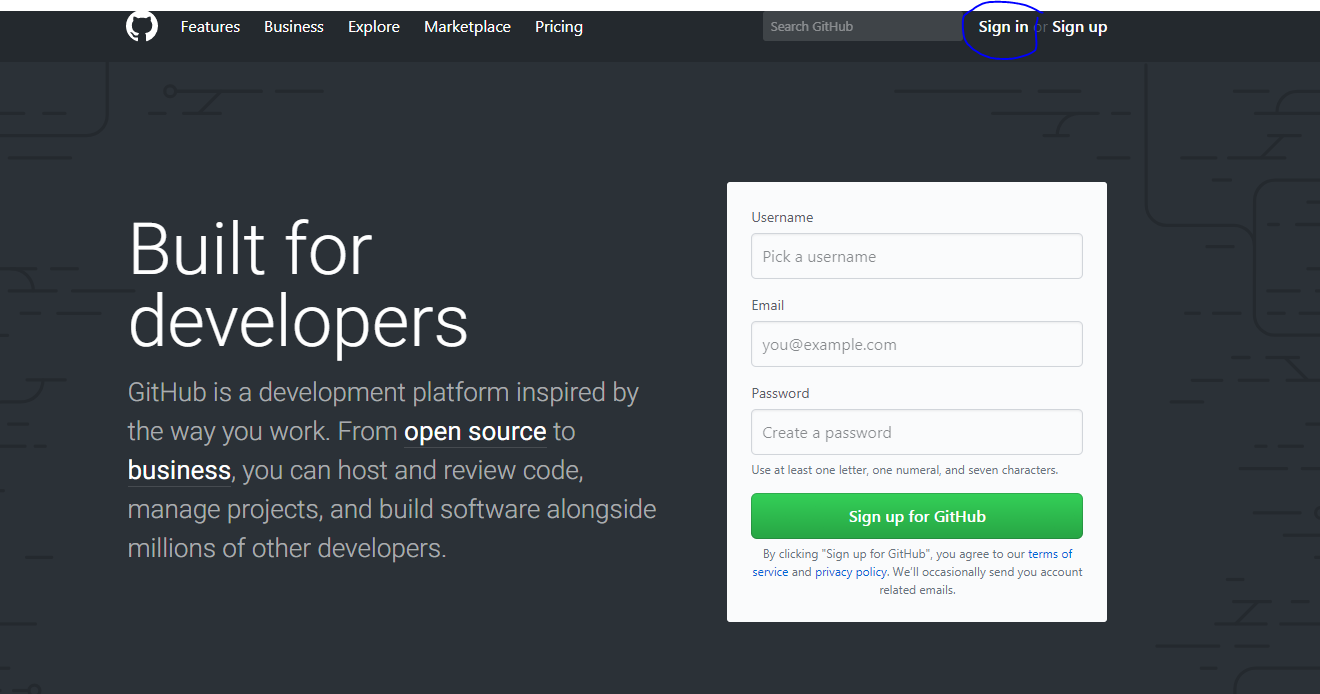 Features Business Explore Marketplace Pricing Search GitHub Sign in or Sign up
Built for
developers
GitHub is a development platform inspired by
the way you work. From open source to
business, you can host and review code,
manage projects, and build software alongside
millions of other developers.
Username
Pick a username
Email
you@example.com
Password
Create a password
Use at least one letter, one numeral, and seven characters.
Sign up for GitHub
By clicking "Sign up for GitHub", you agree to our terms of
service and privacy policy. We'll occasionally send you account
related emails.